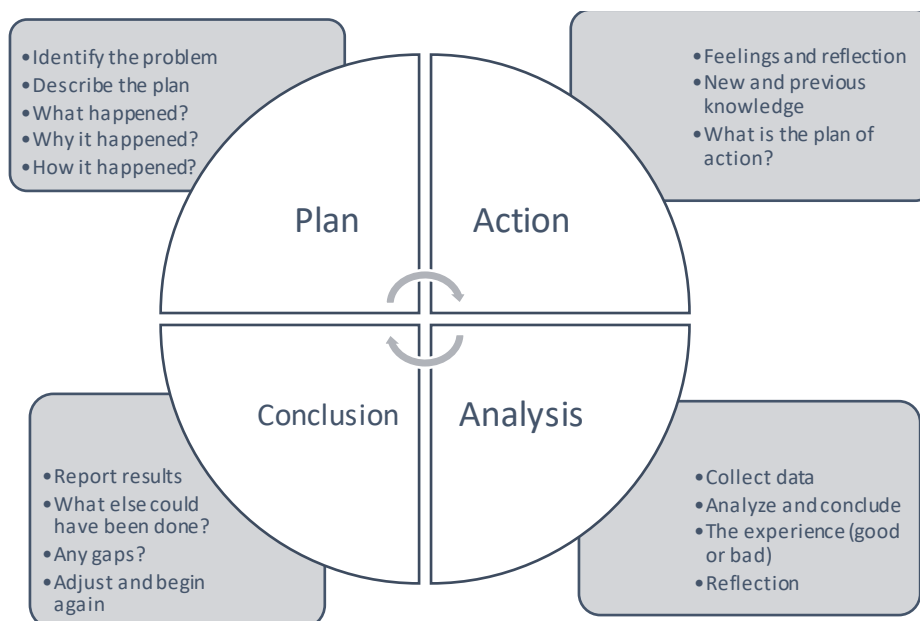 •Identify the problem
•Describe the plan
•What happened?
•Why it happened?
•How it happened?
•Feelings and reflection
•New and previous
knowledge
•What is the plan of
action?
Plan
Action
Conclusion
Analysis
•Report results
•What else could
have been done?
•Any gaps?
•Adjust and begin
again
•Collect data
•Analyze and conclude
•The experience (good
or bad)
•Reflection